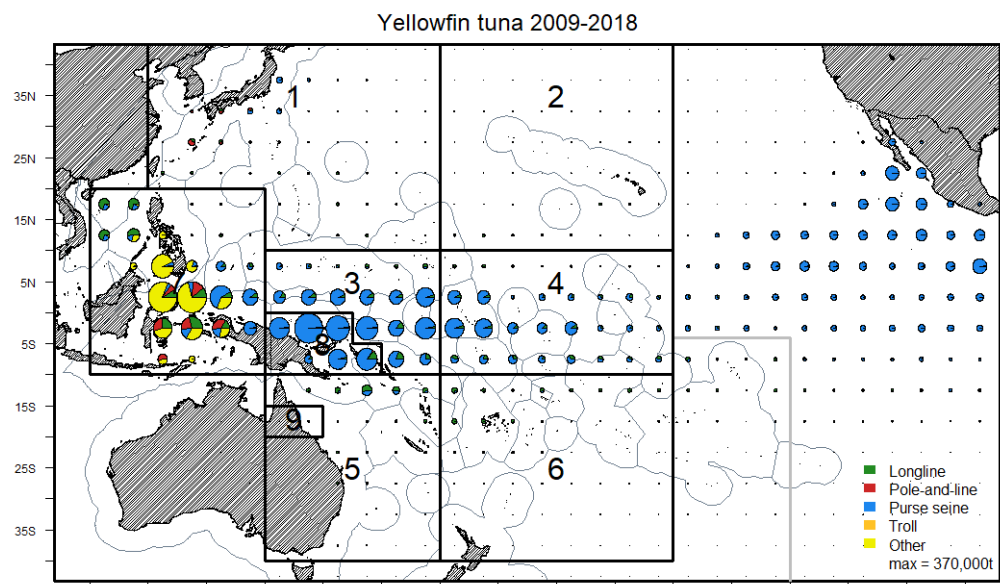 Yellowfin tuna 2009-2018
35N
1
2
25N
15N
5N
3
4
5S
8
15S
9
25S
5
6
Longline
Pole-and-line
35S
Purse seine
Troll
Other
max = 370,000t